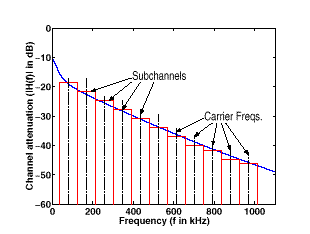 0
−10
−20
−30
−40
−50
−60
Channel attenuation (|H(f)| in dB)
Subchannels
Carrier Freqs.
0 200 400 600 800 1000
Frequency (f in kHz)